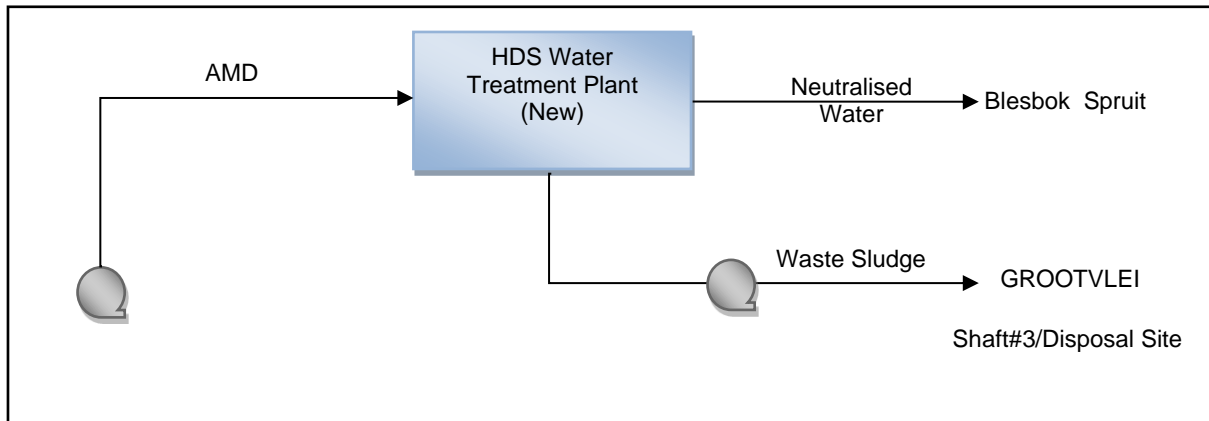 AMD
HDS Water
Treatment Plant
(New)
Neutralised
Water
Blesbok Spruit
Waste Sludge
GROOTVLEI
Shaft#3/Disposal Site